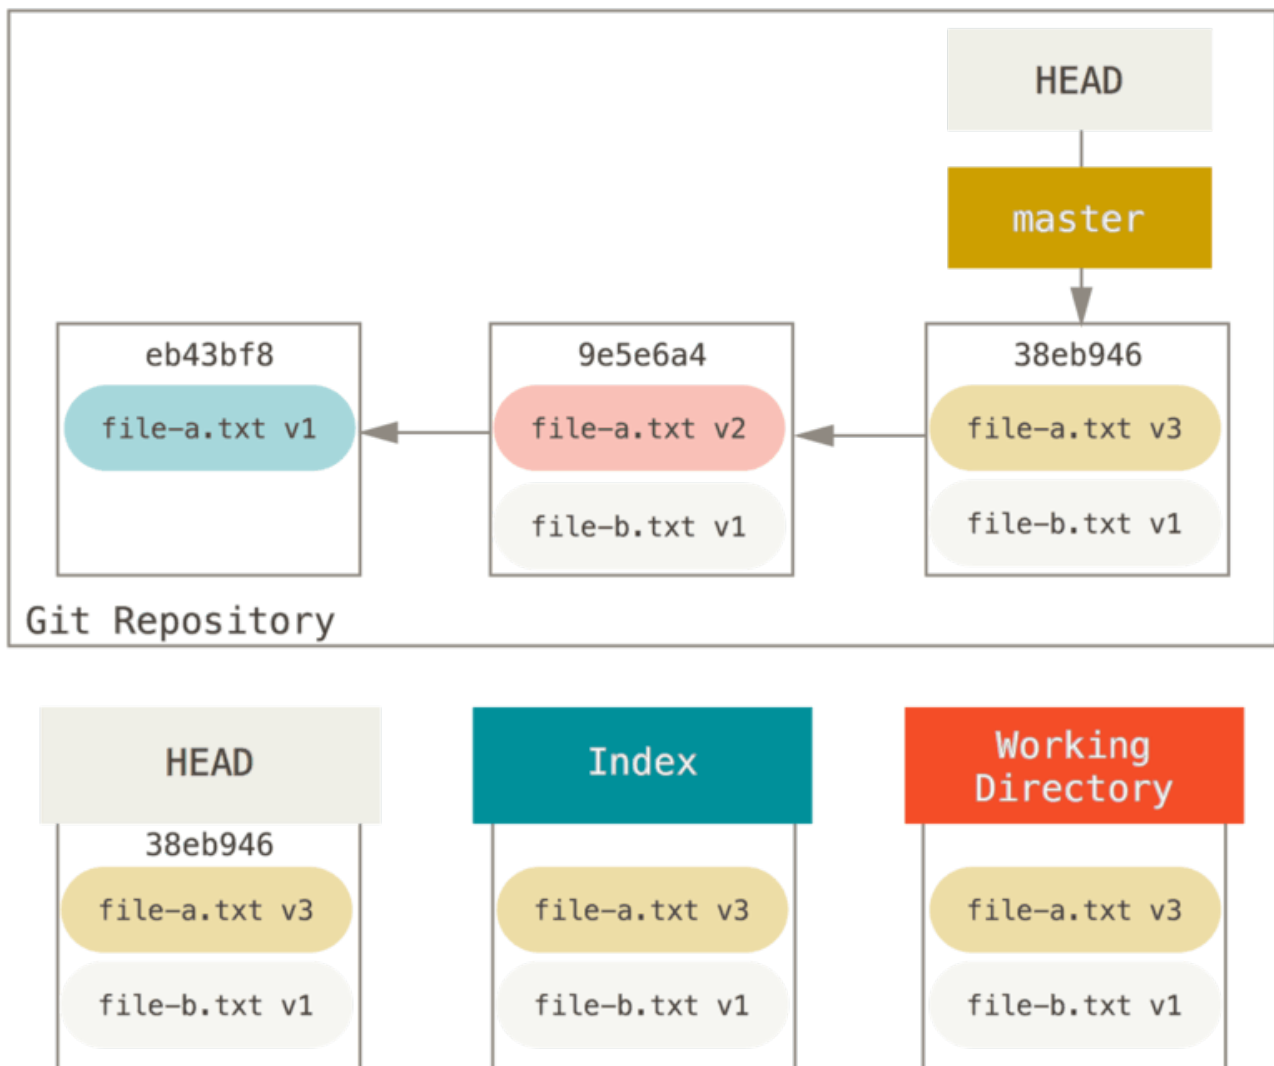 HEAD
master
eb43bf8
9e5e6a4
38eb946
file-a.txt v1
file-a.txt v2
file-a.txt v3
file-b.txt v1
file-b.txt v1
Git Repository
HEAD
Index
Working
Directory
38eb946
file-a.txt v3
file-a.txt v3
file-a.txt v3
file-b.txt v1
file-b.txt v1
file-b.txt v1